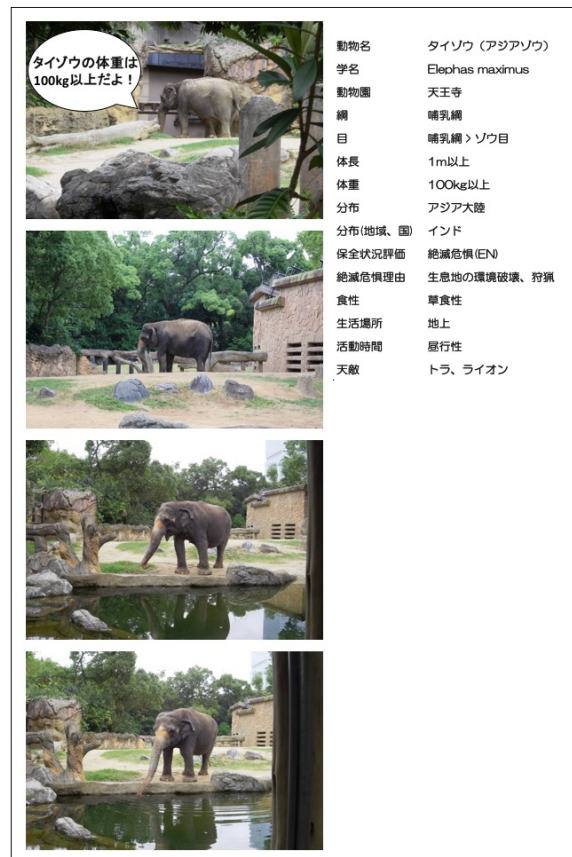 タイゾウの体重は
100kg以上だよ！
動物名 タイゾウ（アジアゾウ）
学名 Elephas maximus
動物園 天王寺
綱 哺乳綱
目 哺乳綱 > ゾウ目
体長 1m以上
体重 100kg以上
分布 アジア大陸
分布(地域、国) インド
保全状況評価 絶滅危惧(EN)
絶滅危惧理由 生息地の環境破壊、狩猟
食性 草食性
生活場所 地上
活動時間 昼行性
天敵 トラ、ライオン